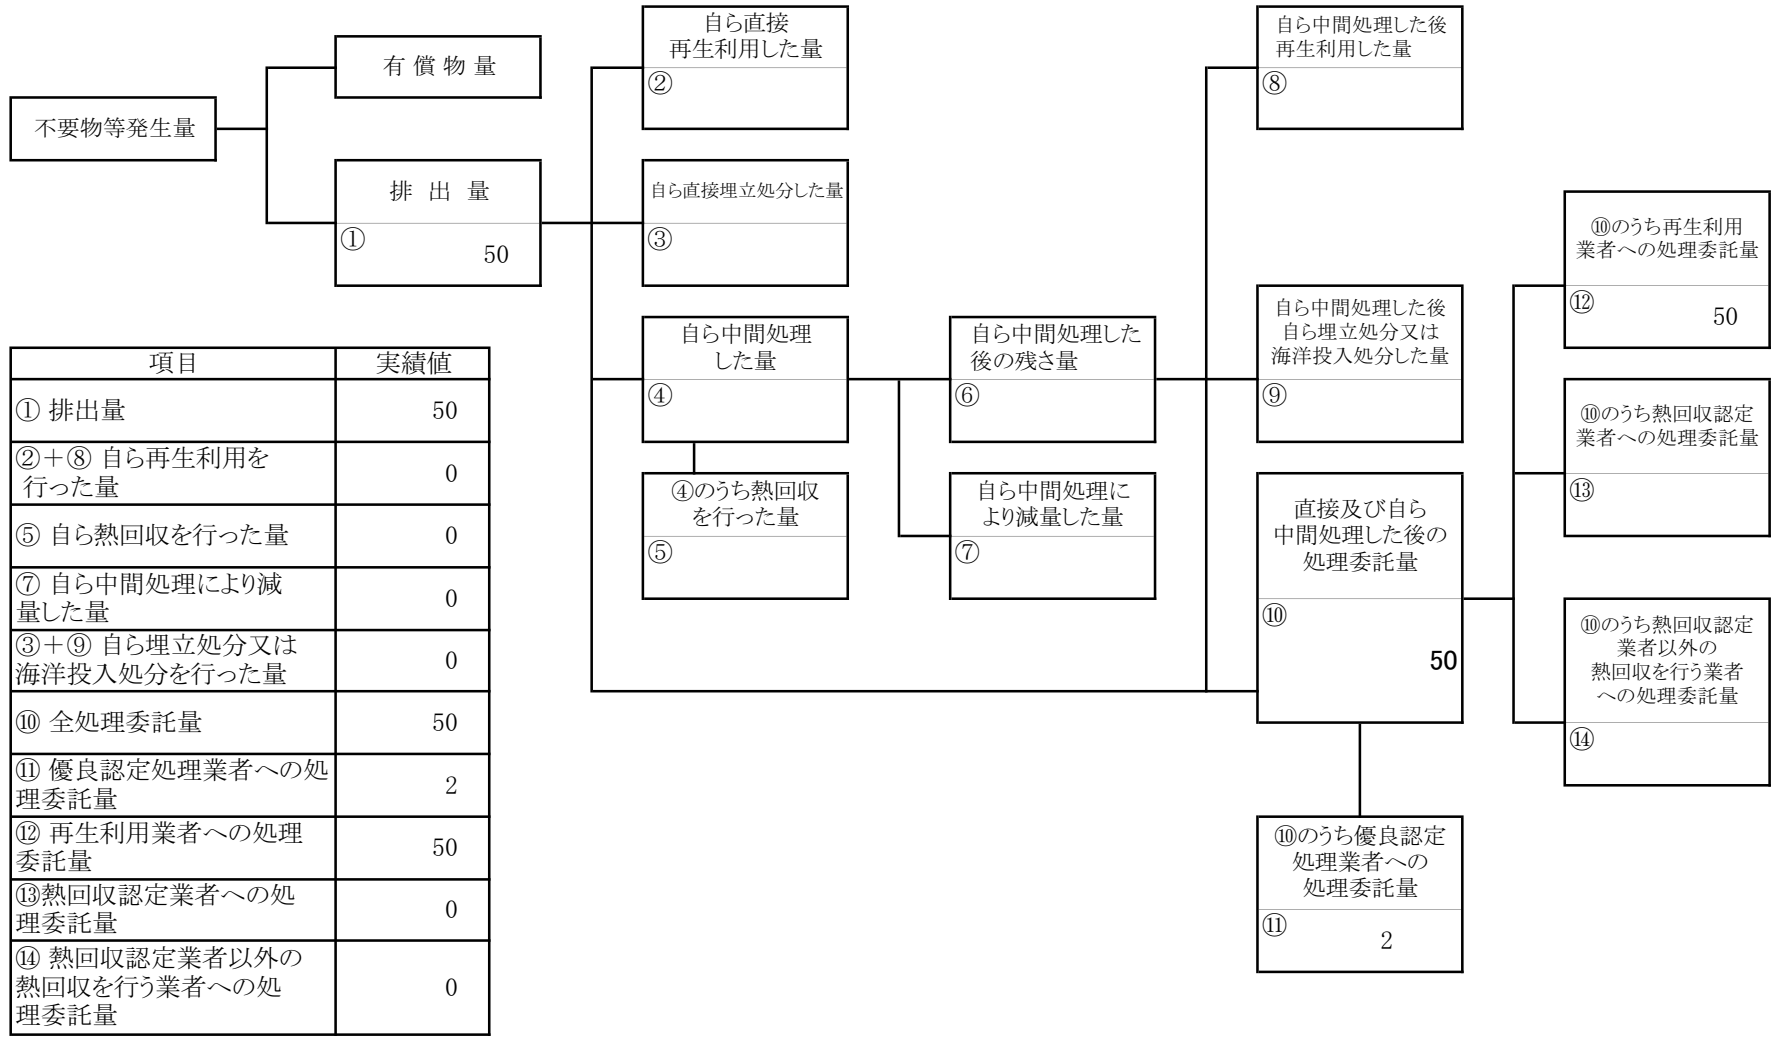 不要物等発生量
有 償 物 量
排 出 量
①
50
自ら直接
再生利用した量
②
自ら直接埋立処分した量
③
自ら中間処理
した量
④
④のうち熱回収
を行った量
⑤
自ら中間処理した
後の残さ量
⑥
自ら中間処理に
より減量した量
⑦
自ら中間処理した後
再生利用した量
⑧
自ら中間処理した後
自ら埋立処分又は
海洋投入処分した量
⑨
直接及び自ら
中間処理した後の
処理委託量
⑩
50
⑩のうち優良認定
処理業者への
処理委託量
⑪
2
⑩のうち再生利用
業者への処理委託量
⑫
50
⑩のうち熱回収認定
業者への処理委託量
⑬
⑩のうち熱回収認定
業者以外の
熱回収を行う業者
への処理委託量
⑭
項目 実績値
① 排出量 50
②＋⑧ 自ら再生利用を
行った量 0
⑤ 自ら熱回収を行った量 0
⑦ 自ら中間処理により減
量した量 0
③＋⑨ 自ら埋立処分又は
海洋投入処分を行った量 0
⑩ 全処理委託量 50
⑪ 優良認定処理業者への処
理委託量 2
⑫ 再生利用業者への処理
委託量 50
⑬熱回収認定業者への処
理委託量 0
⑭ 熱回収認定業者以外の
熱回収を行う業者への処
理委託量 0